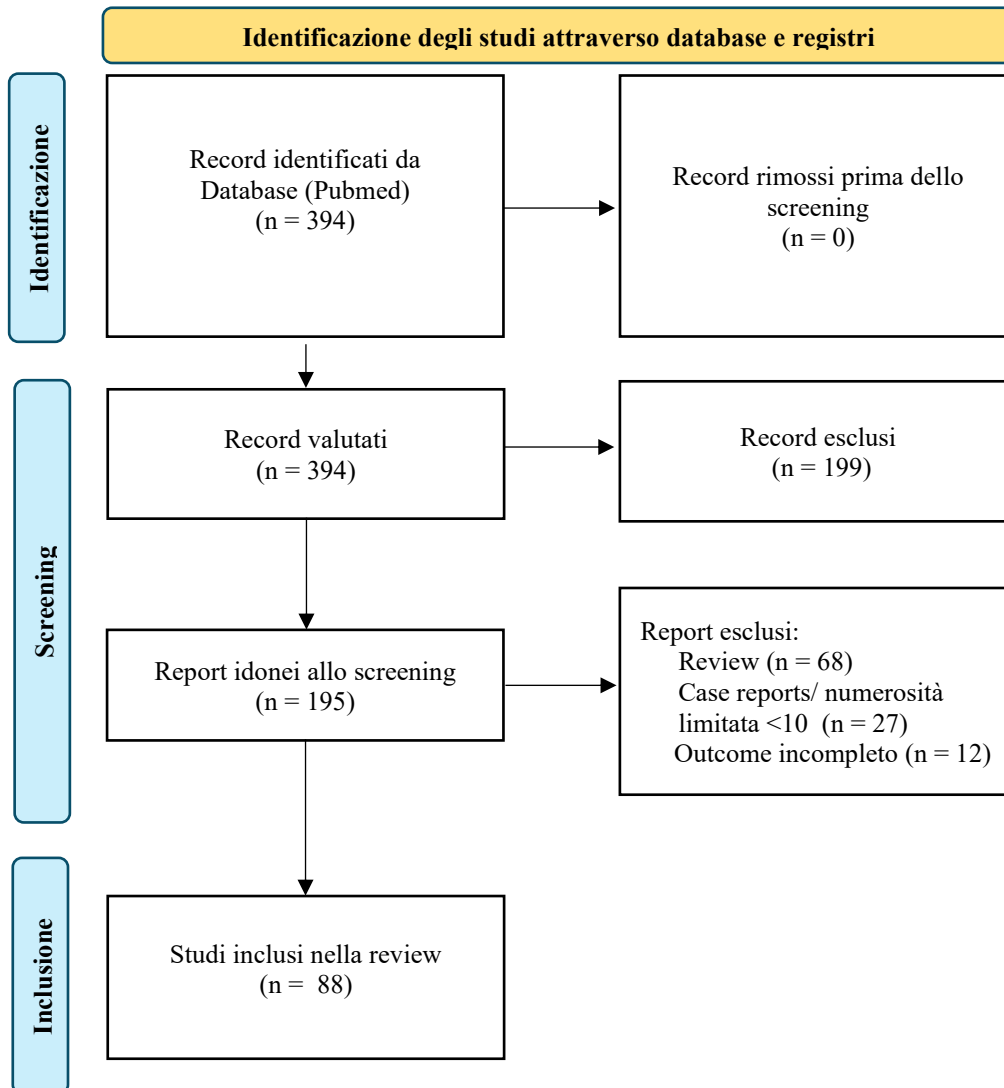 Identificazione degli studi attraverso database e registri
Identificazione
Record identificati da
Database (Pubmed)
(n = 394)
Record rimossi prima dello
screening
(n = 0)
Screening
Record valutati
(n = 394)
Record esclusi
(n = 199)
Report idonei allo screening
(n = 195)
Report esclusi:
Review (n = 68)
Case reports/ numerosità
limitata <10  (n = 27)
Outcome incompleto (n = 12)
Inclusione
Studi inclusi nella review
(n =  88)